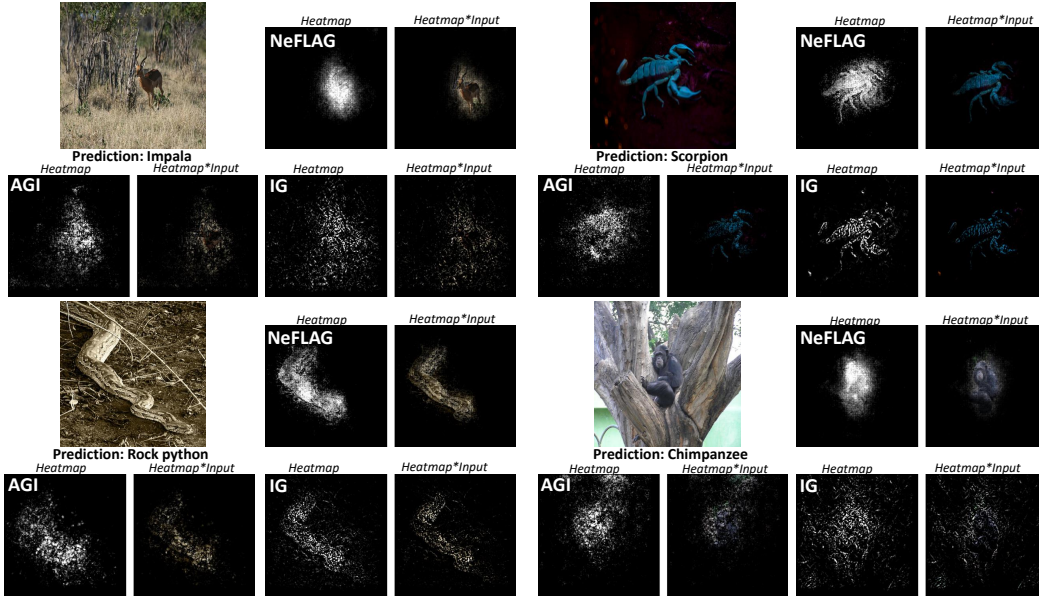 Heatmap Heatmap*Input
NeFLAG
Prediction: Impala
Heatmap Heatmap*Input Heatmap Heatmap*Input
AGI IG
Heatmap Heatmap*Input
NeFLAG
Prediction: Scorpion
Heatmap Heatmap*Input Heatmap Heatmap*Input
AGI IG
Heatmap Heatmap*Input
NeFLAG
Prediction: Rock python
Heatmap Heatmap*Input Heatmap Heatmap*Input
AGI IG
Heatmap Heatmap*Input
NeFLAG
Prediction: Chimpanzee
Heatmap Heatmap*Input Heatmap Heatmap*Input
AGI IG